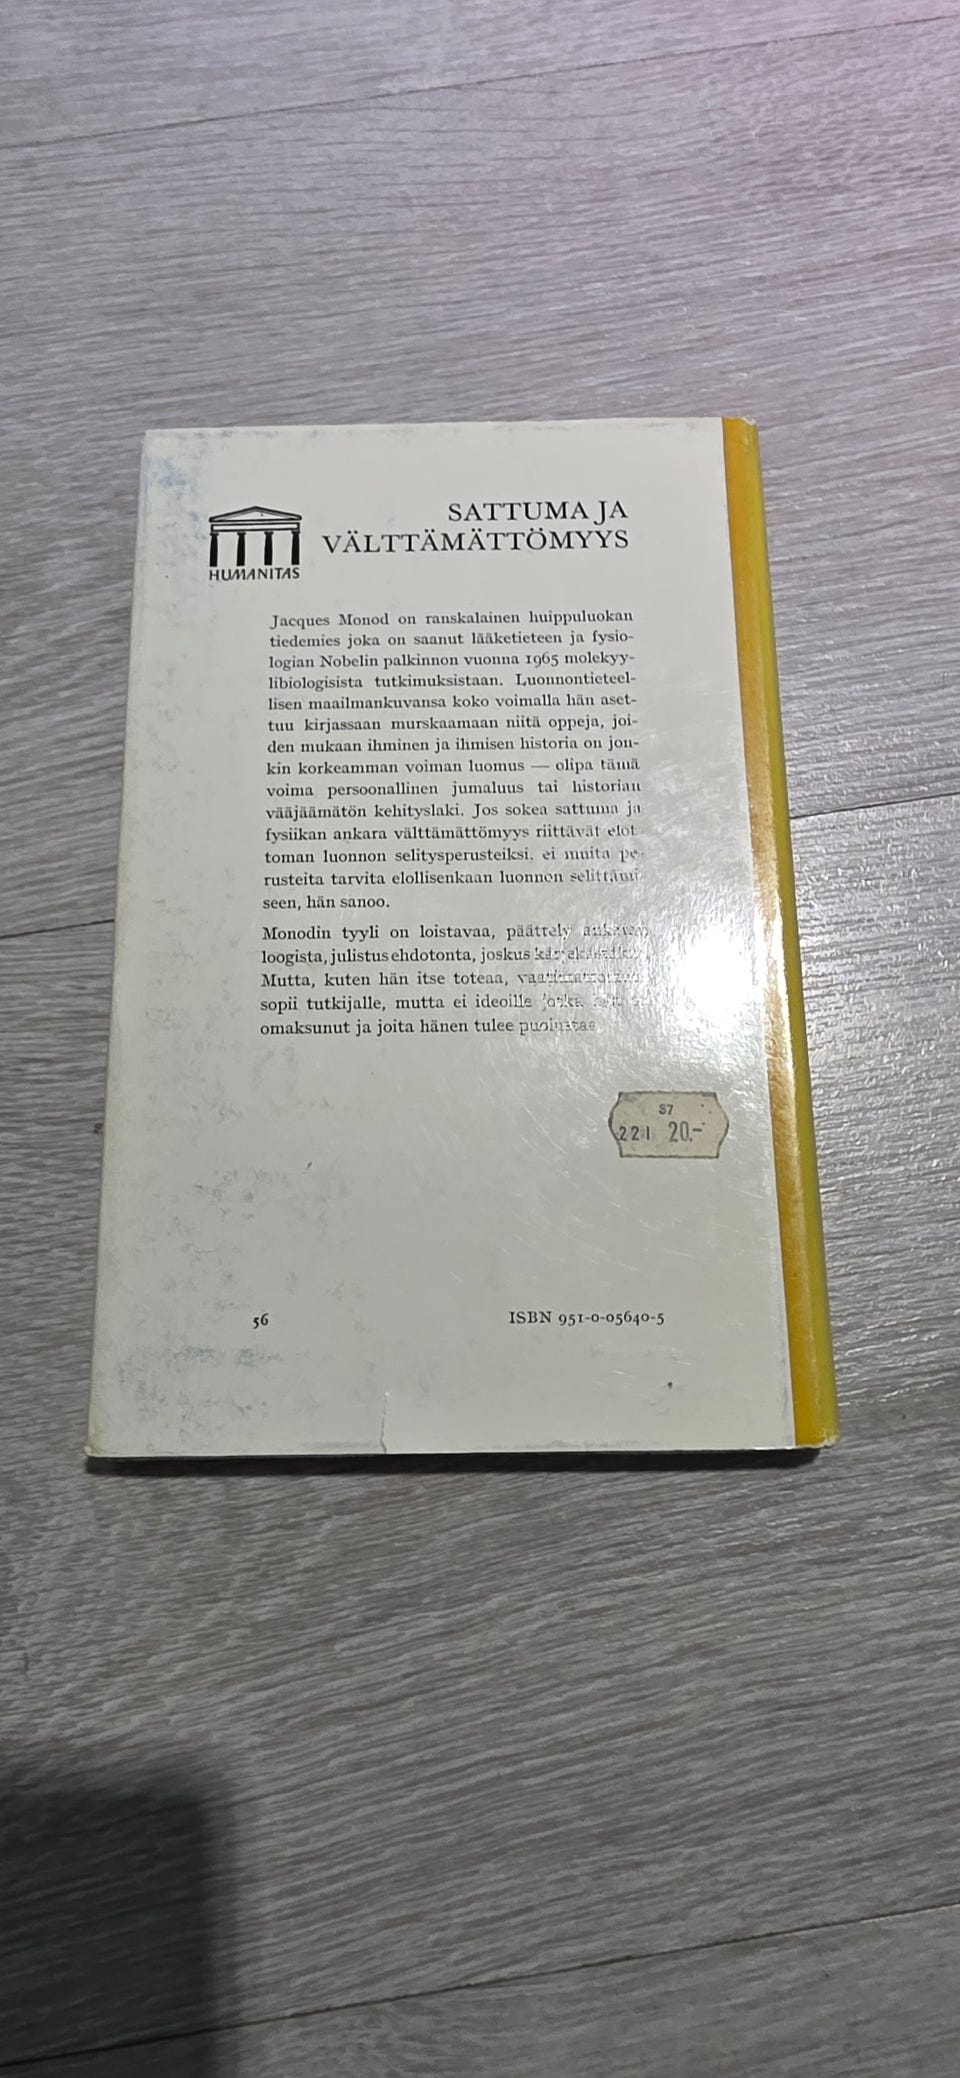 HUMANITAS
SATTUMA JA
VÄLTTÄMÄTTÖMYYS
Jacques Monod on ranskalainen huippuluokan
tiedemies joka on saanut lääketieteen ja fysio-
logian Nobelin palkinnon vuonna 1965 molekyy-
libiologisista tutkimuksistaan. Luonnontieteel-
lisen maailmankuvansa koko voimalla hän aset-
tuu kirjassaan murskaamaan niitä oppeja, joi-
den mukaan ihminen ja ihmisen historia on jon-
kin korkeamman voiman luomus — olipa tämä
voima persoonallinen jumaluus tai historian
vääjäämätön kehityslaki. Jos sokea sattuma ja
fysiikan ankara välttämättömyys riittävät elot-
toman luonnon selitysperusteiksi, ei muita pe-
rusteita tarvita elollisenkaan luonnon selittämi-
seen, hän sanoo.
Monodin tyyli on loistavaa, päättely
loogista, julistus ehdotonta, joskus
Mutta, kuten hän itse toteaa,
sopii tutkijalle, mutta ei ideoille jotka
omaksunut ja joita hänen tulee puolustaa
87
221 20.-
56
ISBN 951-0-05640-5